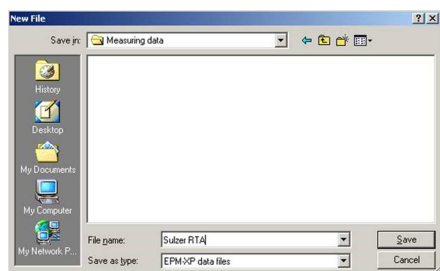 New File
Save in: Measuring data
History
Desktop
My Documents
My Computer
My Network P...
File name: Sulzer RTA Save
Save as type: EPM-XP data files Cancel